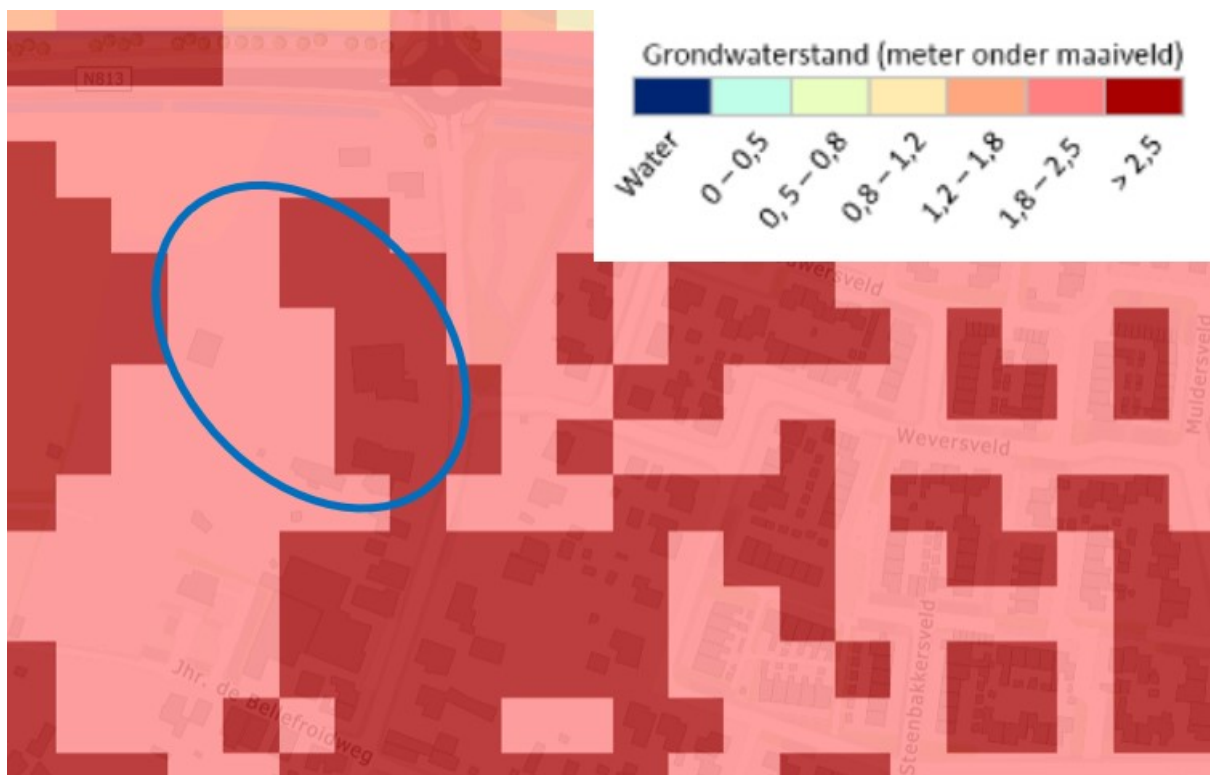 Grondwaterstand (meter onder maaiveld)
Water
0 – 0,5
0, 5 – 0,8
0,8 – 1,2
1,2 – 1,8
1,8 – 2,5
> 2,5
N813
Muldersveld
Weversveld
Steenbakkersveld
P
Jhr. de Bellefroidweg